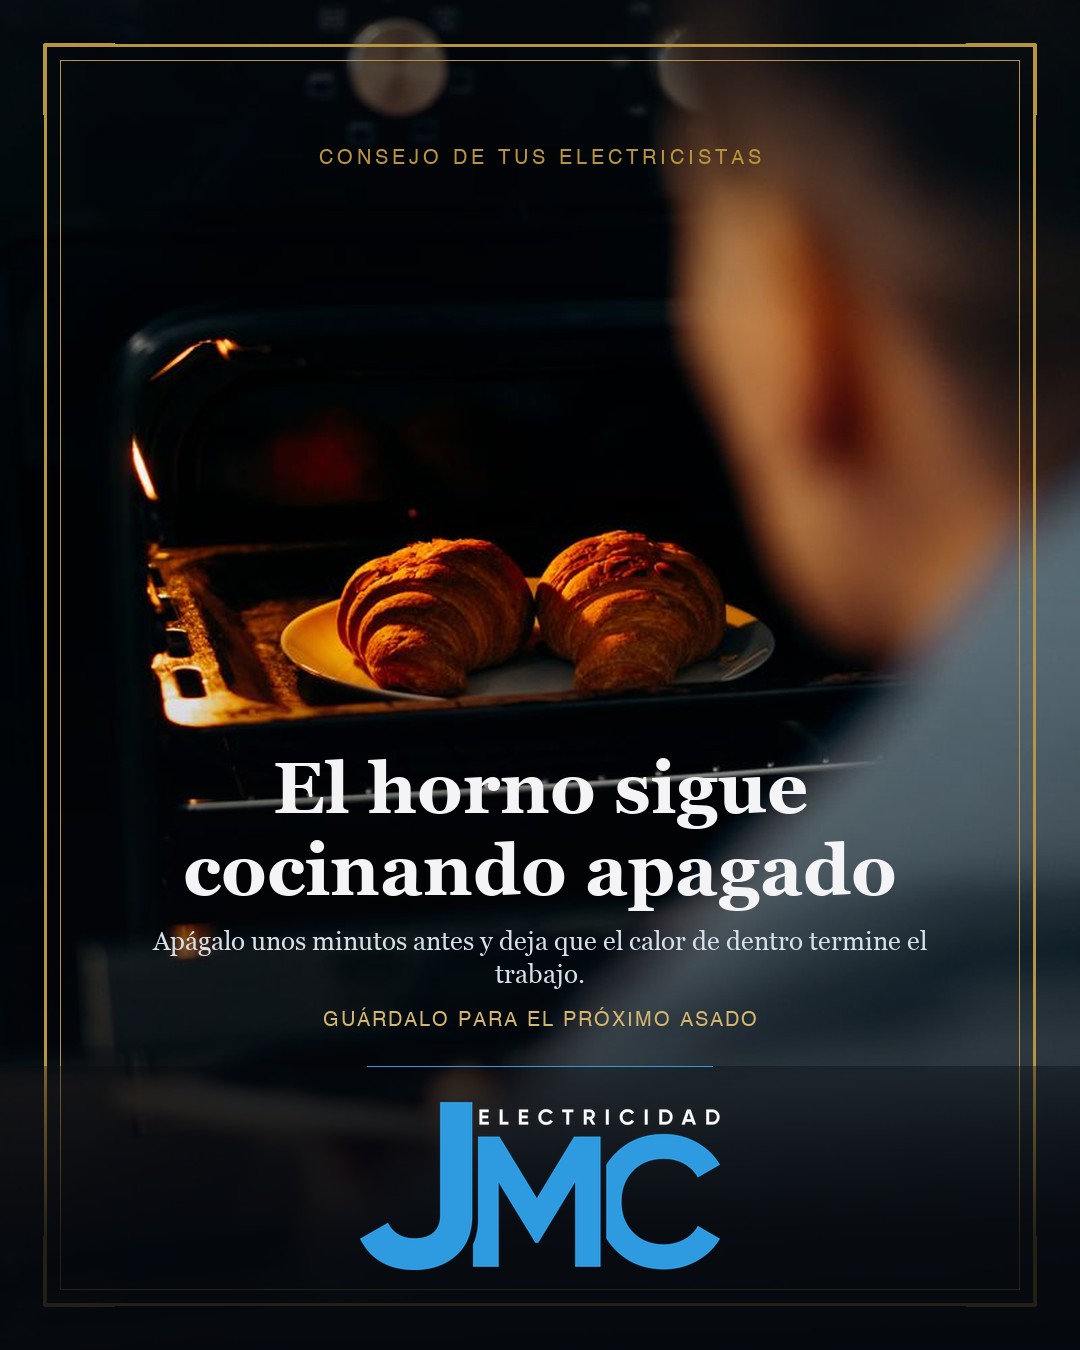 CONSEJO DE TUS ELECTRICISTAS
El horno sigue
cocinando apagado
Apágalo unos minutos antes y deja que el calor de dentro termine el
trabajo.
GUÁRDALO PARA EL PRÓXIMO ASADO
ELECTRICIDAD
JMC